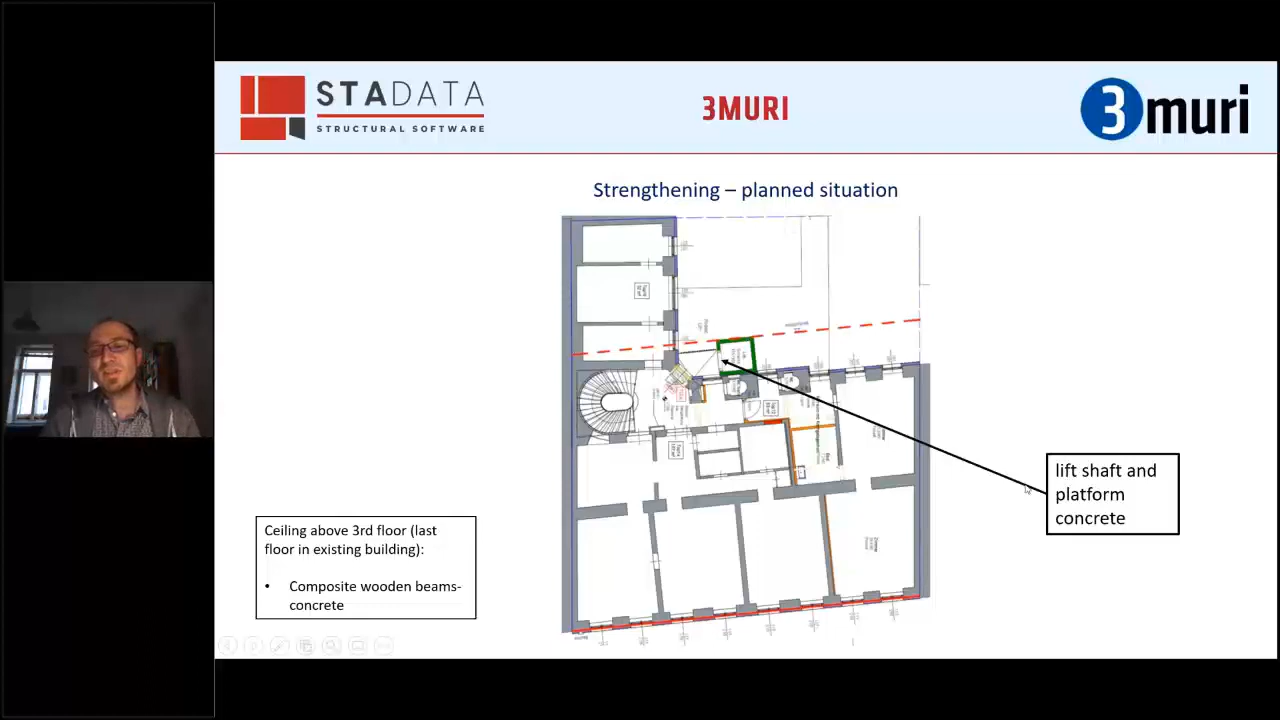 STADATA
STRUCTURAL SOFTWARE
3MURI
3muri
Strengthening – planned situation
lift shaft and
platform
concrete
Ceiling above 3rd floor (last
floor in existing building):
• Composite wooden beams-
concrete